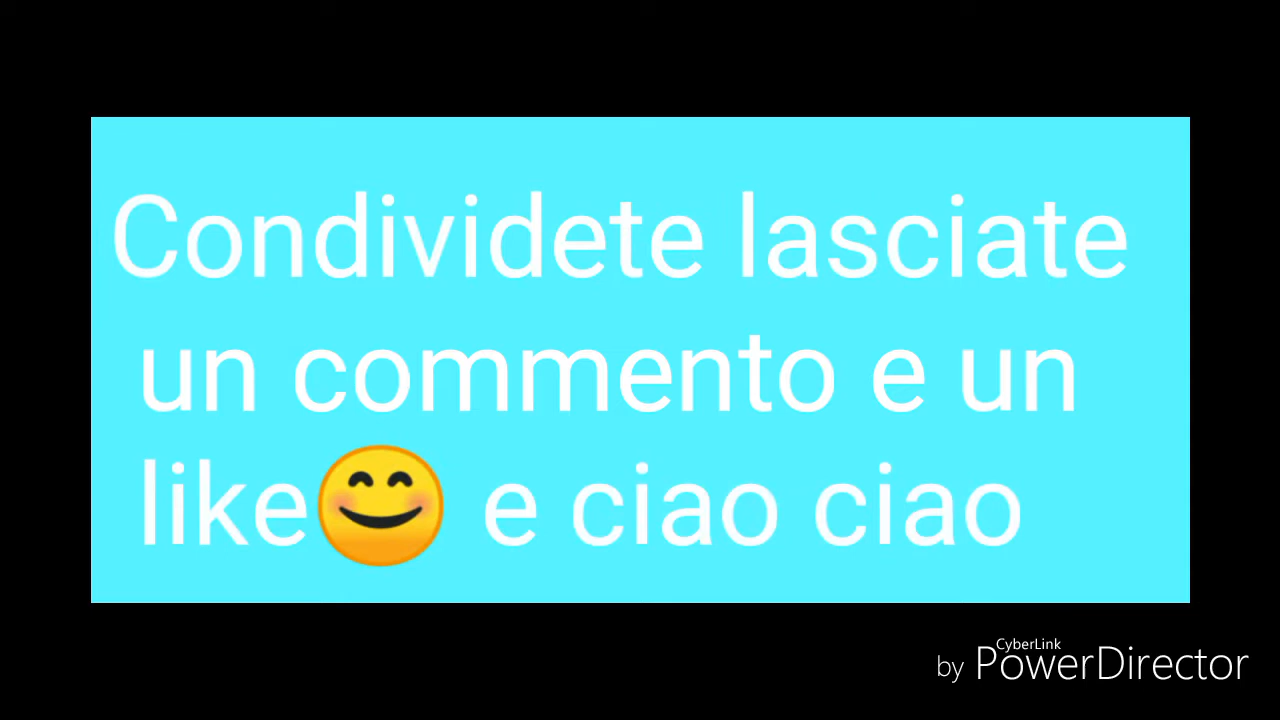 Condividete lasciate
un commento e un
like😊 e ciao ciao
CyberLink
by PowerDirector